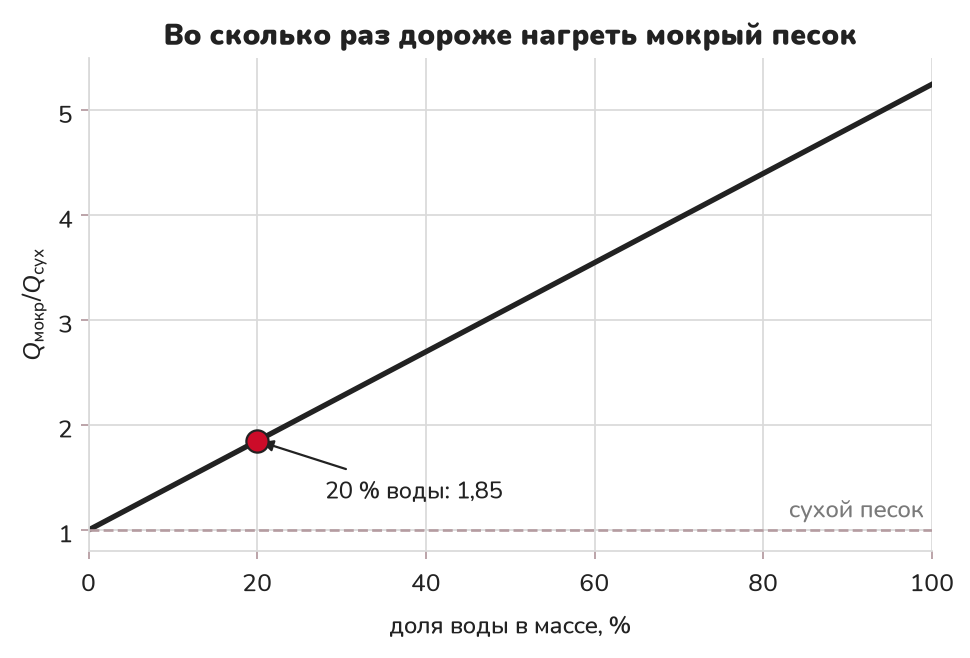 Во сколько раз дороже нагреть мокрый песок
5
4
3
2
1
Qмокр/Qсух
20 % воды: 1,85
сухой песок
0 20 40 60 80 100
доля воды в массе, %